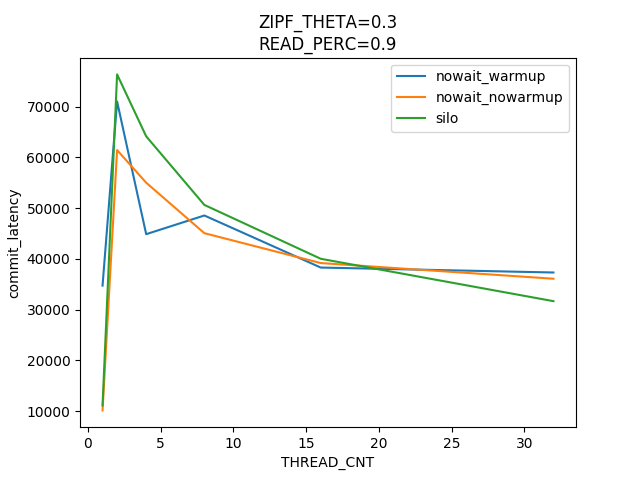 ZIPF_THETA=0.3
READ_PERC=0.9
nowait_warmup
nowait_nowarmup
silo
commit_latency
70000
60000
50000
40000
30000
20000
10000
0 5 10 15 20 25 30
THREAD_CNT